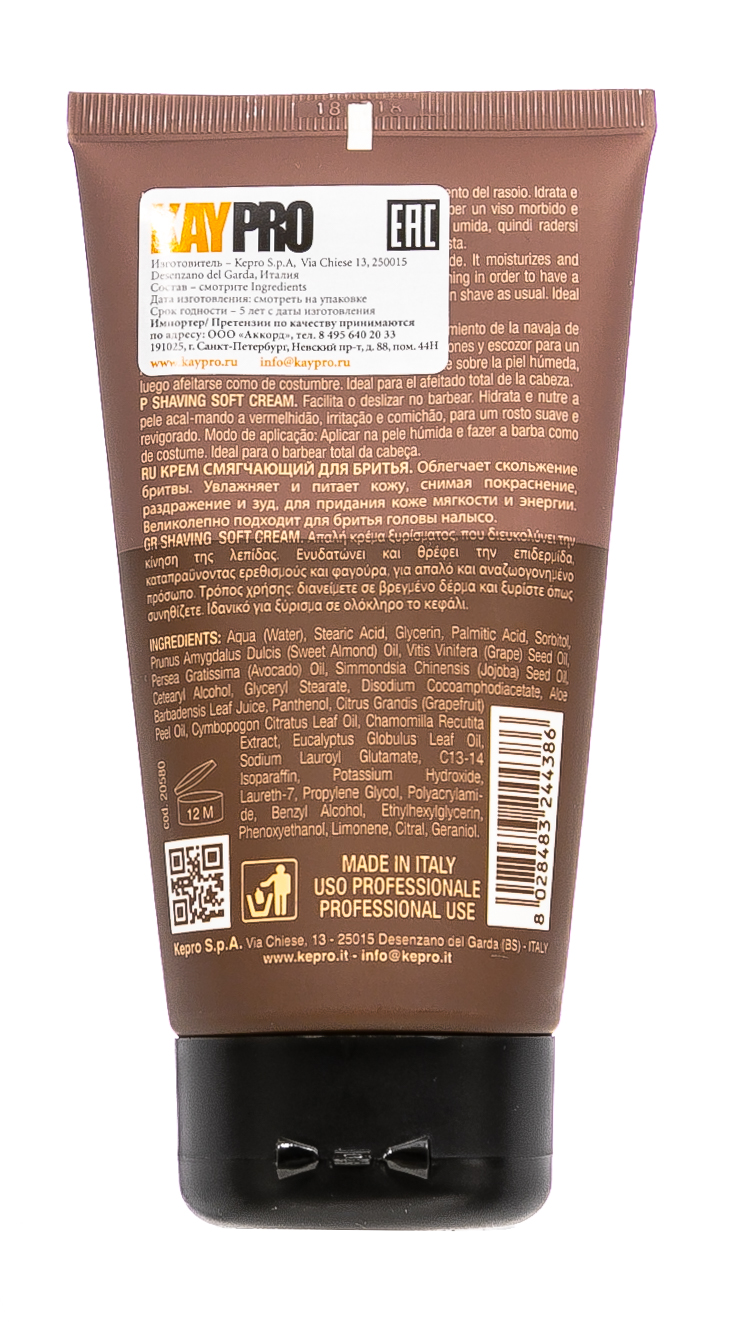 KAYPRO
EAC
Изготовитель – Kepro S.p.A, Via Chiese 13, 250015
Desenzano del Garda, Италия
Состав – смотрите Ingredients
Дата изготовления: смотреть на упаковке
Срок годности – 5 лет с даты изготовления
Импортер/ Претензии по качеству принимаются
по адресу: ООО «Аккорд», тел. 8 495 640 20 33
191025, г. Санкт-Петербург, Невский пр-т, д. 88, пом. 44Н
www.kaypro.ru info@kaypro.ru
del rasoio. Idrata e
per un viso morbido e
umida, quindi radersi
It moisturizes and
in order to have a
shave as usual. Ideal
de la navaja de
y escozor para un
sobre la piel húmeda,
luego afeitarse como de costumbre. Ideal para el afeitado total de la cabeza.
P SHAVING SOFT CREAM. Facilita o deslizar no barbear. Hidrata e nutre a
pele acal-mando a vermelhidão, irritação e comichão, para um rosto suave e
revigorado. Modo de aplicação: Aplicar na pele húmida e fazer a barba como
de costume. Ideal para o barbear total da cabeça.
RU КРЕМ СМЯГЧАЮЩИЙ ДЛЯ БРИТЬЯ. Облегчает скольжение
бритвы. Увлажняет и питает кожу, снимая покраснение,
раздражение и зуд, для придания коже мягкости и энергии.
Великолепно подходит для бритья головы налысо.
GR SHAVING SOFT CREAM. Απαλή κρέμα ξυρίσματος, που διευκολύνει την
κίνηση της λεπίδας. Ενυδατώνει και θρέφει την επιδερμίδα,
καταπραΰνοντας ερεθισμούς και φαγούρα, για απαλό και αναζωογονημένο
πρόσωπο. Τρόπος χρήσης: διανείμετε σε βρεγμένο δέρμα και ξυρίστε όπως
συνηθίζετε. Ιδανικό για ξύρισμα σε ολόκληρο το κεφάλι.
INGREDIENTS: Aqua (Water), Stearic Acid, Glycerin, Palmitic Acid, Sorbitol,
Prunus Amygdalus Dulcis (Sweet Almond) Oil, Vitis Vinifera (Grape) Seed Oil,
Persea Gratissima (Avocado) Oil, Simmondsia Chinensis (Jojoba) Seed Oil,
Cetearyl Alcohol, Glyceryl Stearate, Disodium Cocoamphodiacetate, Aloe
Barbadensis Leaf Juice, Panthenol, Citrus Grandis (Grapefruit)
Peel Oil, Cymbopogon Citratus Leaf Oil, Chamomilla Recutita
Extract, Eucalyptus Globulus Leaf Oil,
Sodium Lauroyl Glutamate, C13-14
Isoparaffin, Potassium Hydroxide,
Laureth-7, Propylene Glycol, Polyacrylami-
de, Benzyl Alcohol, Ethylhexylglycerin,
Phenoxyethanol, Limonene, Citral, Geraniol.
cod. 20580
12 M
8 028483 244386
MADE IN ITALY
USO PROFESSIONALE
PROFESSIONAL USE
Kepro S.p.A. Via Chiese, 13 - 25015 Desenzano del Garda (BS) - ITALY
www.kepro.it - info@kepro.it